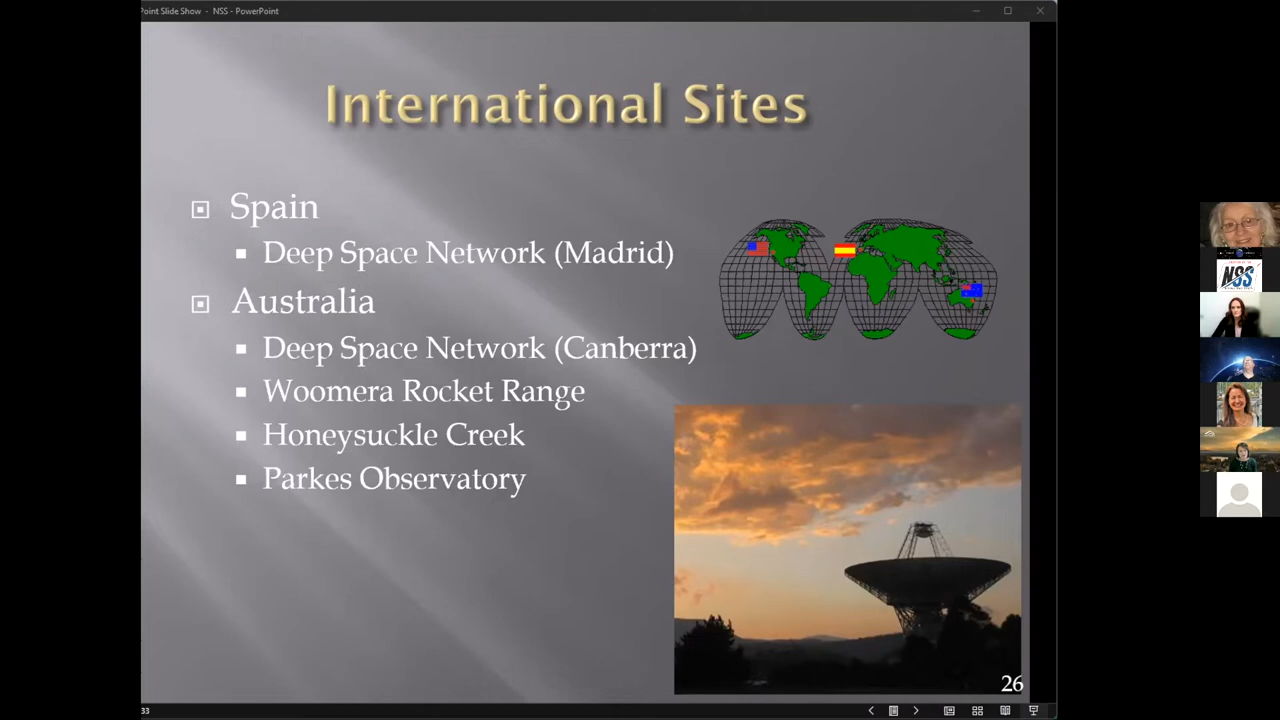 Point Slide Show - NSS - PowerPoint
International Sites
Spain
Deep Space Network (Madrid)
Australia
Deep Space Network (Canberra)
Woomera Rocket Range
Honeysuckle Creek
Parkes Observatory
26
33
NSS